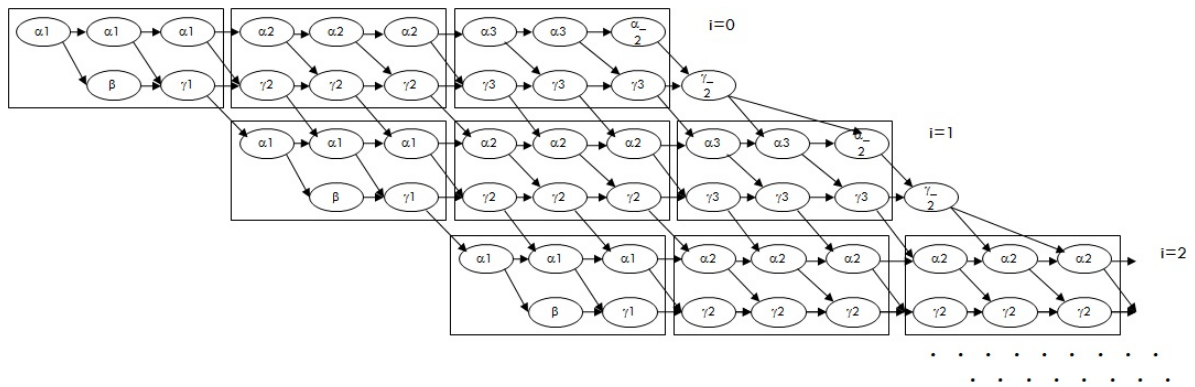 α1 α1 α1 α2 α2 α2 α3 α3 α_2 i=0
β γ1 γ2 γ2 γ2 γ3 γ3 γ3 γ_2
α1 α1 α1 α2 α2 α2 α3 α3 α_2 i=1
β γ1 γ2 γ2 γ2 γ3 γ3 γ3 γ_2
α1 α1 α1 α2 α2 α2 α2 α2 α2 i=2
β γ1 γ2 γ2 γ2 γ2 γ2 γ2
. . . . . . . . .
. . . . . . . .